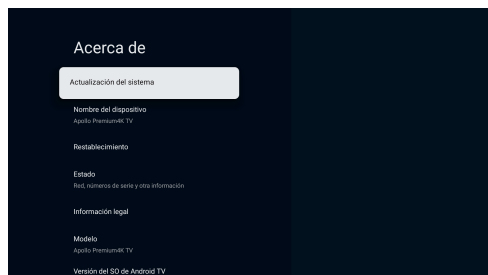 Acerca de
Actualización del sistema
Nombre del dispositivo
Apollo Premium4K TV
Restablecimiento
Estado
Red, números de serie y otra información
Información legal
Modelo
Apollo Premium4K TV
Versión del SO de Android TV